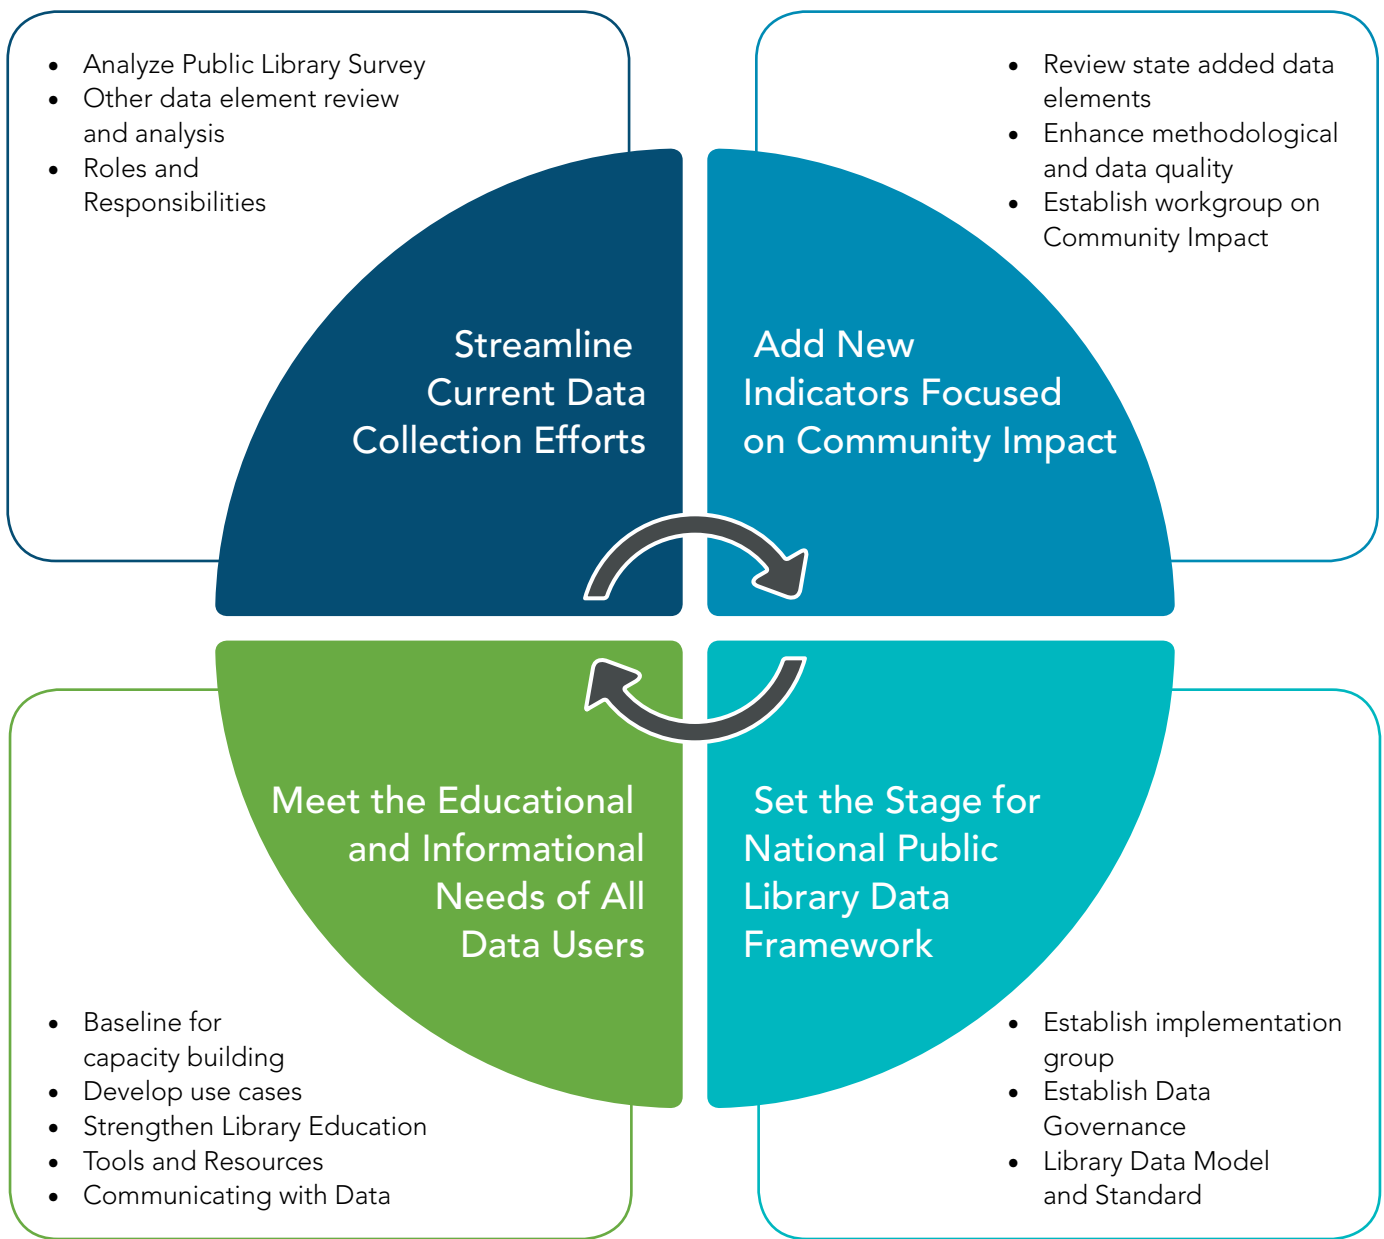 • Analyze Public Library Survey
• Other data element review
and analysis
• Roles and
Responsibilities
Streamline
Current Data
Collection Efforts
• Review state added data
elements
• Enhance methodological
and data quality
• Establish workgroup on
Community Impact
Add New
Indicators Focused
on Community Impact
Meet the Educational
and Informational
Needs of All
Data Users
• Baseline for
capacity building
• Develop use cases
• Strengthen Library Education
• Tools and Resources
• Communicating with Data
Set the Stage for
National Public
Library Data
Framework
• Establish implementation
group
• Establish Data
Governance
• Library Data Model
and Standard